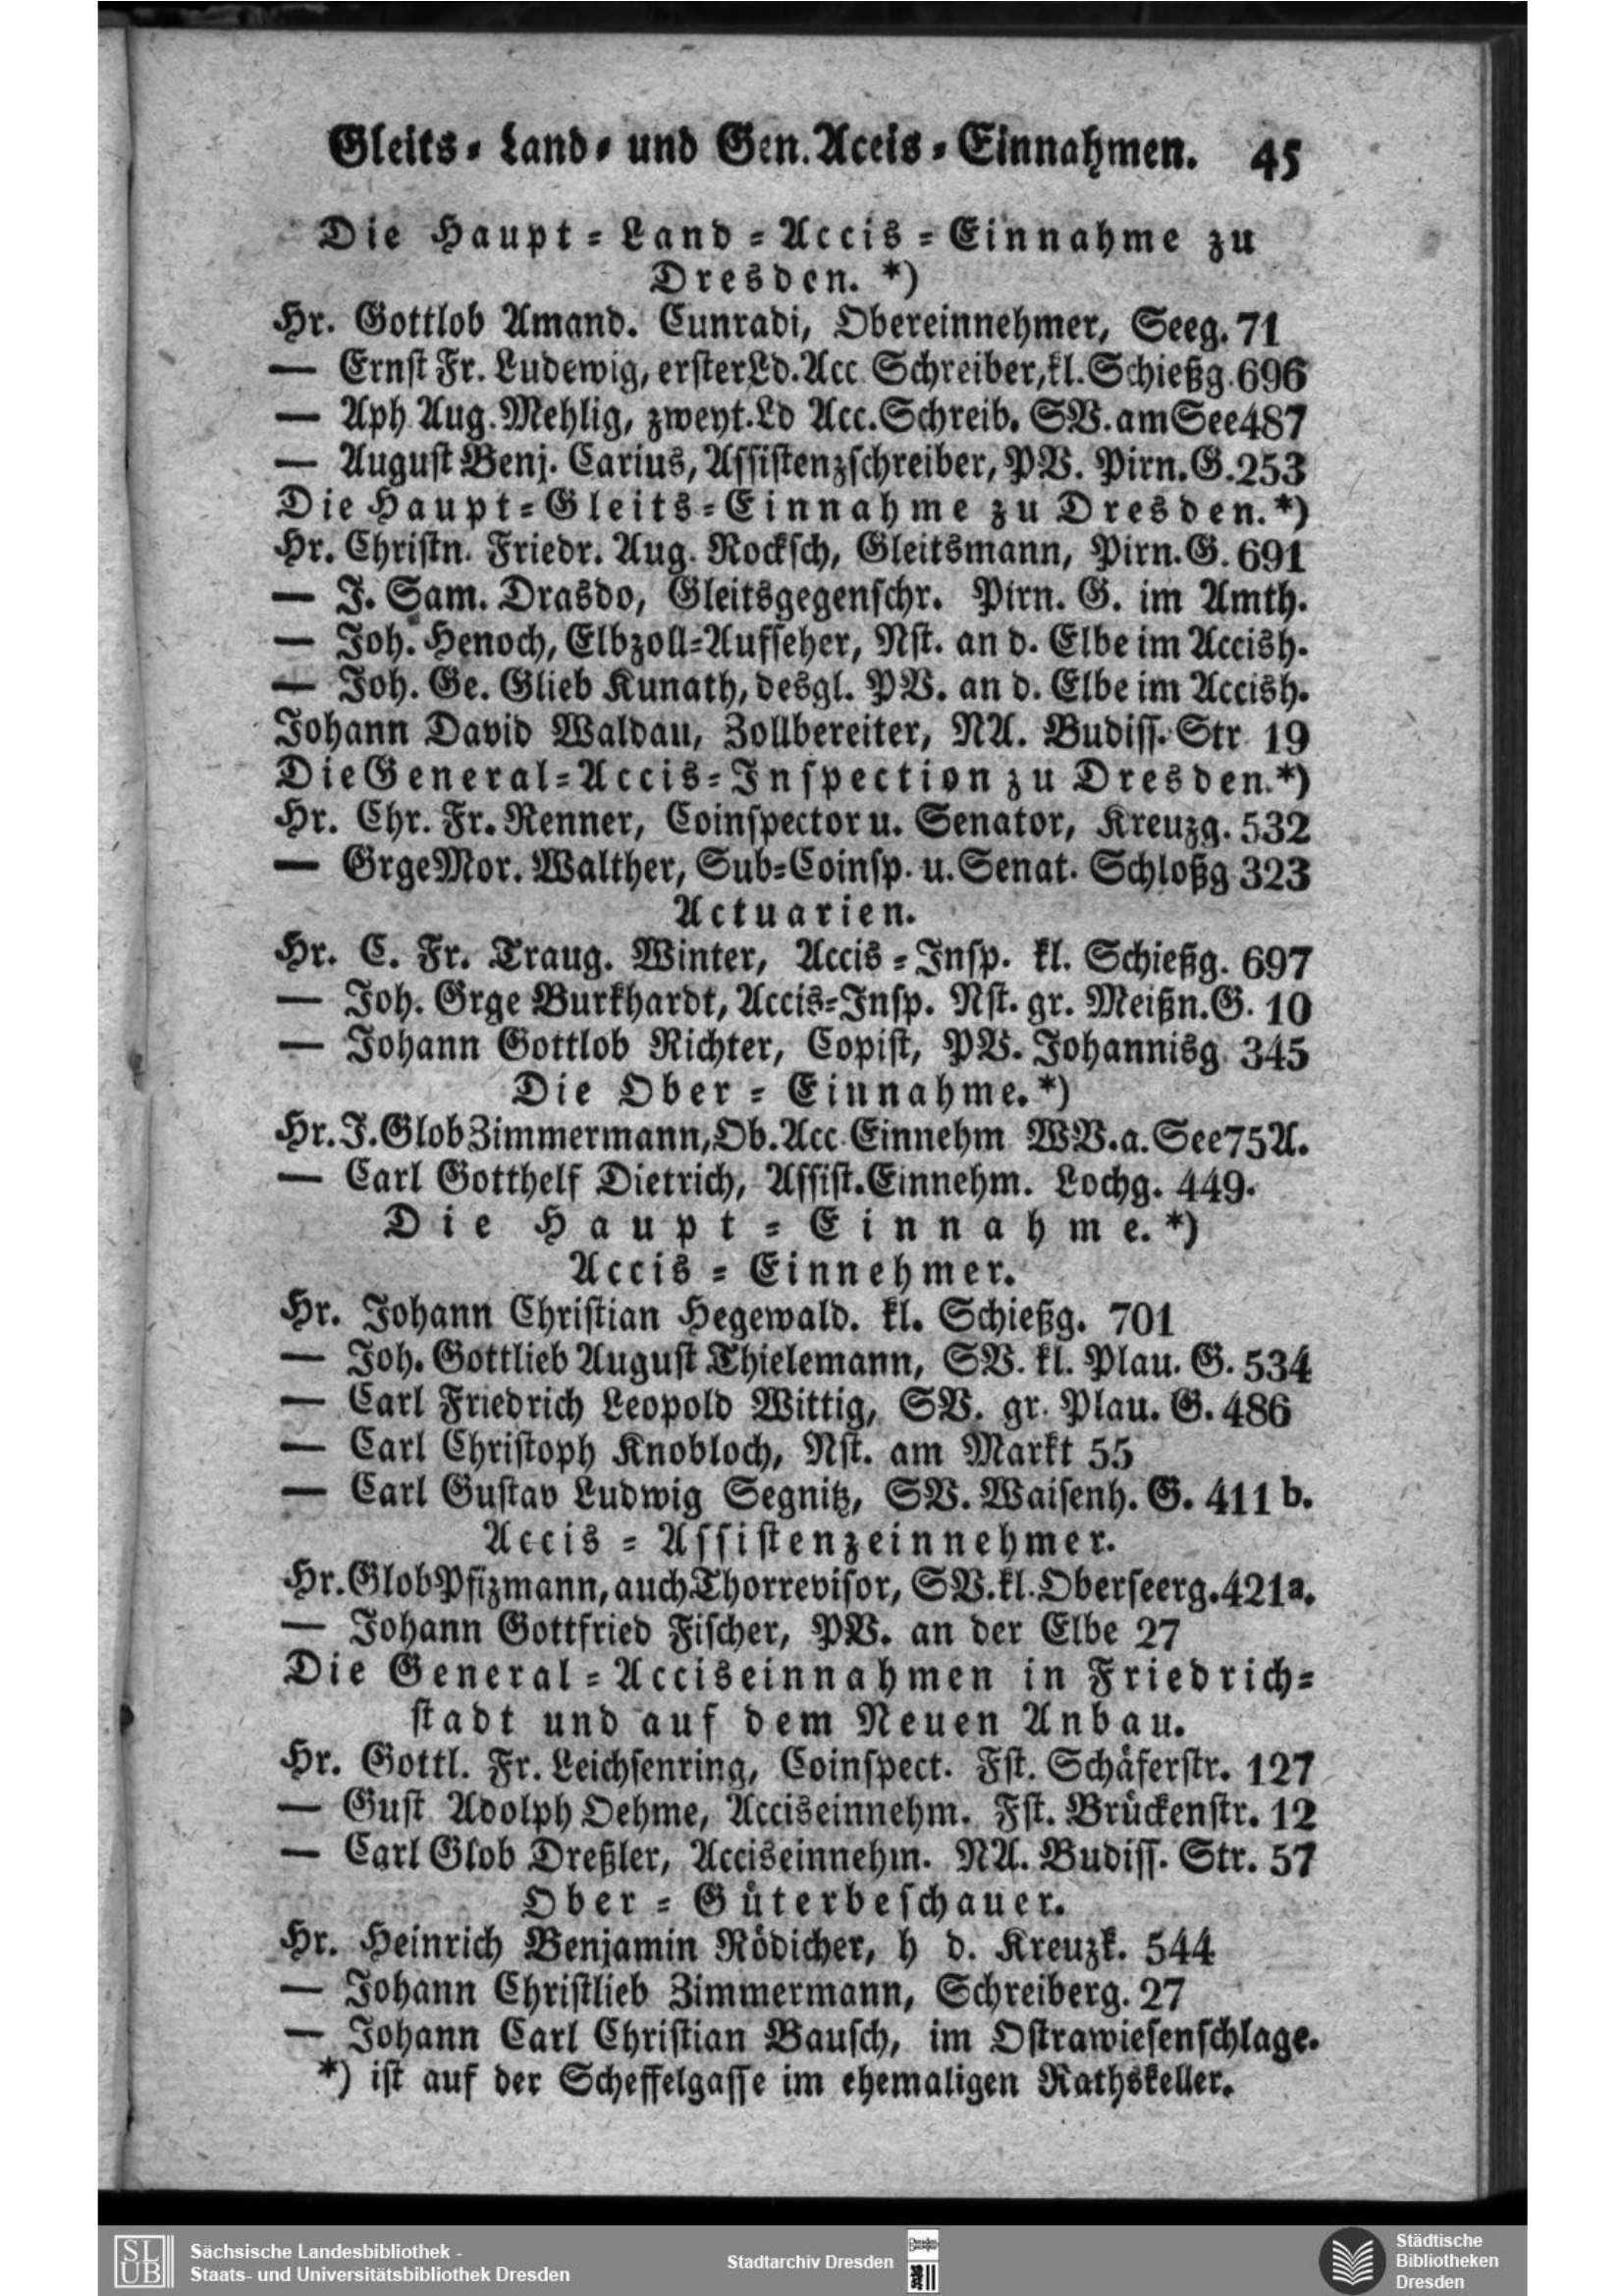 Gleits- Land- und Gen. Acceis-Einnahmen. 45
Die Haupt-Land-Accis-Einnahme zu
Dresden. *)
Hr. Gottlob Amand. Cunradi, Obereinnehmer, Seeg. 71
— Ernst Fr. Ludewig, erster Ld. Acc Schreiber, kl. Schießg. 696
— Aph Aug. Mehlig, zweyt. Ld Acc. Schreib. SV. am See 487
— August Benj. Carius, Assistenzschreiber, PV. Pirn. G. 253
Die Haupt-Gleits-Einnahme zu Dresden. *)
Hr. Christn. Friedr. Aug. Rocksch, Gleitsmann, Pirn. G. 691
— J. Sam. Drasdo, Gleitsgegenschr. Pirn. G. im Amth.
— Joh. Henoch, Elbzoll-Aufseher, Nst. an d. Elbe im Accish.
— Joh. Ge. Glieb Kunath, desgl. PV. an d. Elbe im Accish.
Johann David Waldau, Zollbereiter, NA. Budiss. Str 19
Die General-Accis-Inspection zu Dresden. *)
Hr. Chr. Fr. Renner, Coinspector u. Senator, Kreuzg. 532
— Grge Mor. Walther, Sub-Coinsp. u. Senat. Schloßg 323
Actuarien.
Hr. C. Fr. Traug. Winter, Accis-Insp. kl. Schießg. 697
— Joh. Grge Burkhardt, Accis-Insp. Nst. gr. Meißn. G. 10
— Johann Gottlob Richter, Copist, PV. Johannisg 345
Die Ober-Einnahme. *)
Hr. J. Glob Zimmermann, Ob. Acc. Einnehm WV. a. See 75 A.
— Carl Gotthelf Dietrich, Assist. Einnehm. Lochg. 449.
Die Haupt-Einnahme. *)
Accis-Einnehmer.
Hr. Johann Christian Hegewald. kl. Schießg. 701
— Joh. Gottlieb August Thielemann, SV. kl. Plau. G. 534
— Carl Friedrich Leopold Wittig, SV. gr. Plau. G. 486
— Carl Christoph Knobloch, Nst. am Markt 55
— Carl Gustav Ludwig Segnitz, SV. Waisenh. G. 411 b.
Accis-Assistenzeinnehmer.
Hr. Glob Pfizmann, auch Thorrevisor, SV. kl. Oberseerg. 421a.
— Johann Gottfried Fischer, PV. an der Elbe 27
Die General-Acciseinnahmen in Friedrich-
stadt und auf dem Neuen Anbau.
Hr. Gottl. Fr. Leichsenring, Coinspect. Fst. Schäferstr. 127
— Gust Adolph Oehme, Acciseinnehm. Fst. Brückenstr. 12
— Carl Glob Dreßler, Acciseinnehm. NA. Budiss. Str. 57
Ober-Güterbeschauer.
Hr. Heinrich Benjamin Rödicher, h d. Kreuzk. 544
— Johann Christlieb Zimmermann, Schreiberg. 27
— Johann Carl Christian Bausch, im Ostrawiesenschlage.
*) ist auf der Scheffelgasse im ehemaligen Rathskeller.
SLUB
Sächsische Landesbibliothek -
Staats- und Universitätsbibliothek Dresden
Stadtarchiv Dresden
Städtische
Bibliotheken
Dresden